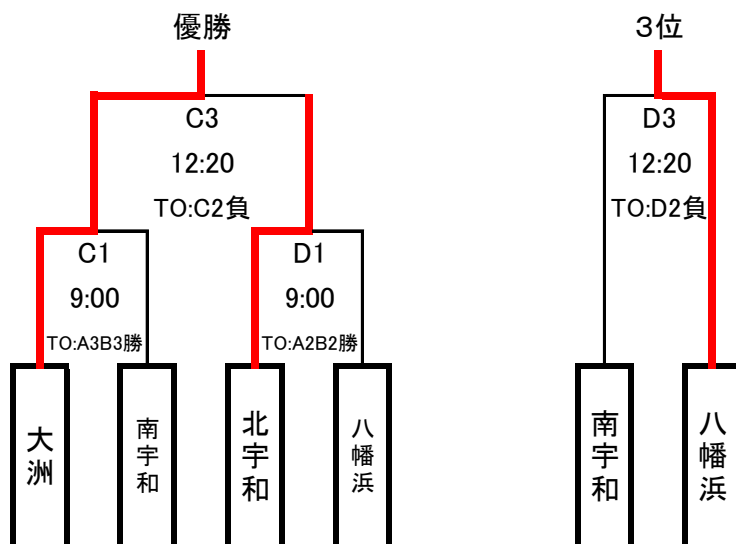 優勝
3位
C3
12:20
TO:C2負
D3
12:20
TO:D2負
C1
9:00
TO:A3B3勝
D1
9:00
TO:A2B2勝
大洲
南宇和
北宇和
八幡浜
南宇和
八幡浜